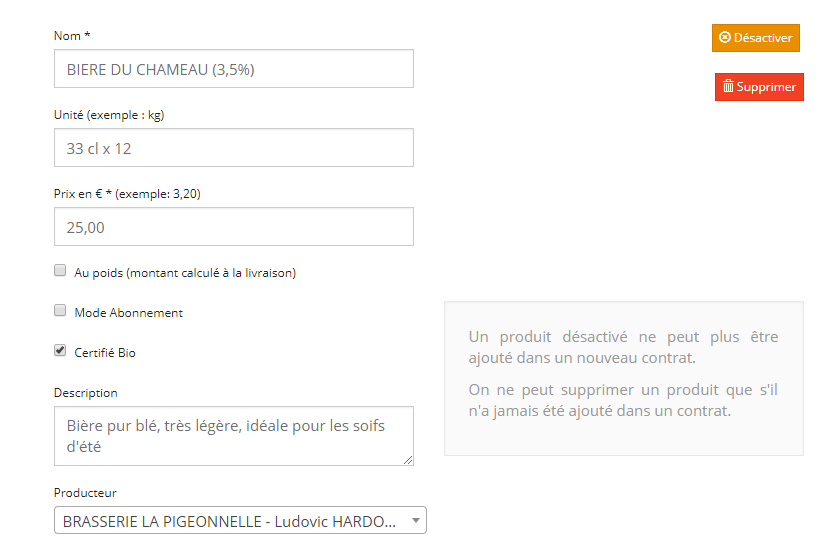 Nom *
BIERE DU CHAMEAU (3,5%)
Unité (exemple : kg)
33 cl x 12
Prix en € * (exemple: 3,20)
25,00
Au poids (montant calculé à la livraison)
Mode Abonnement
Certifié Bio
Description
Bière pur blé, très légère, idéale pour les soifs
d'été
Producteur
BRASSERIE LA PIGEONNELLE - Ludovic HARDO...
Désactiver
Supprimer
Un produit désactivé ne peut plus être
ajouté dans un nouveau contrat.
On ne peut supprimer un produit que s'il
n'a jamais été ajouté dans un contrat.